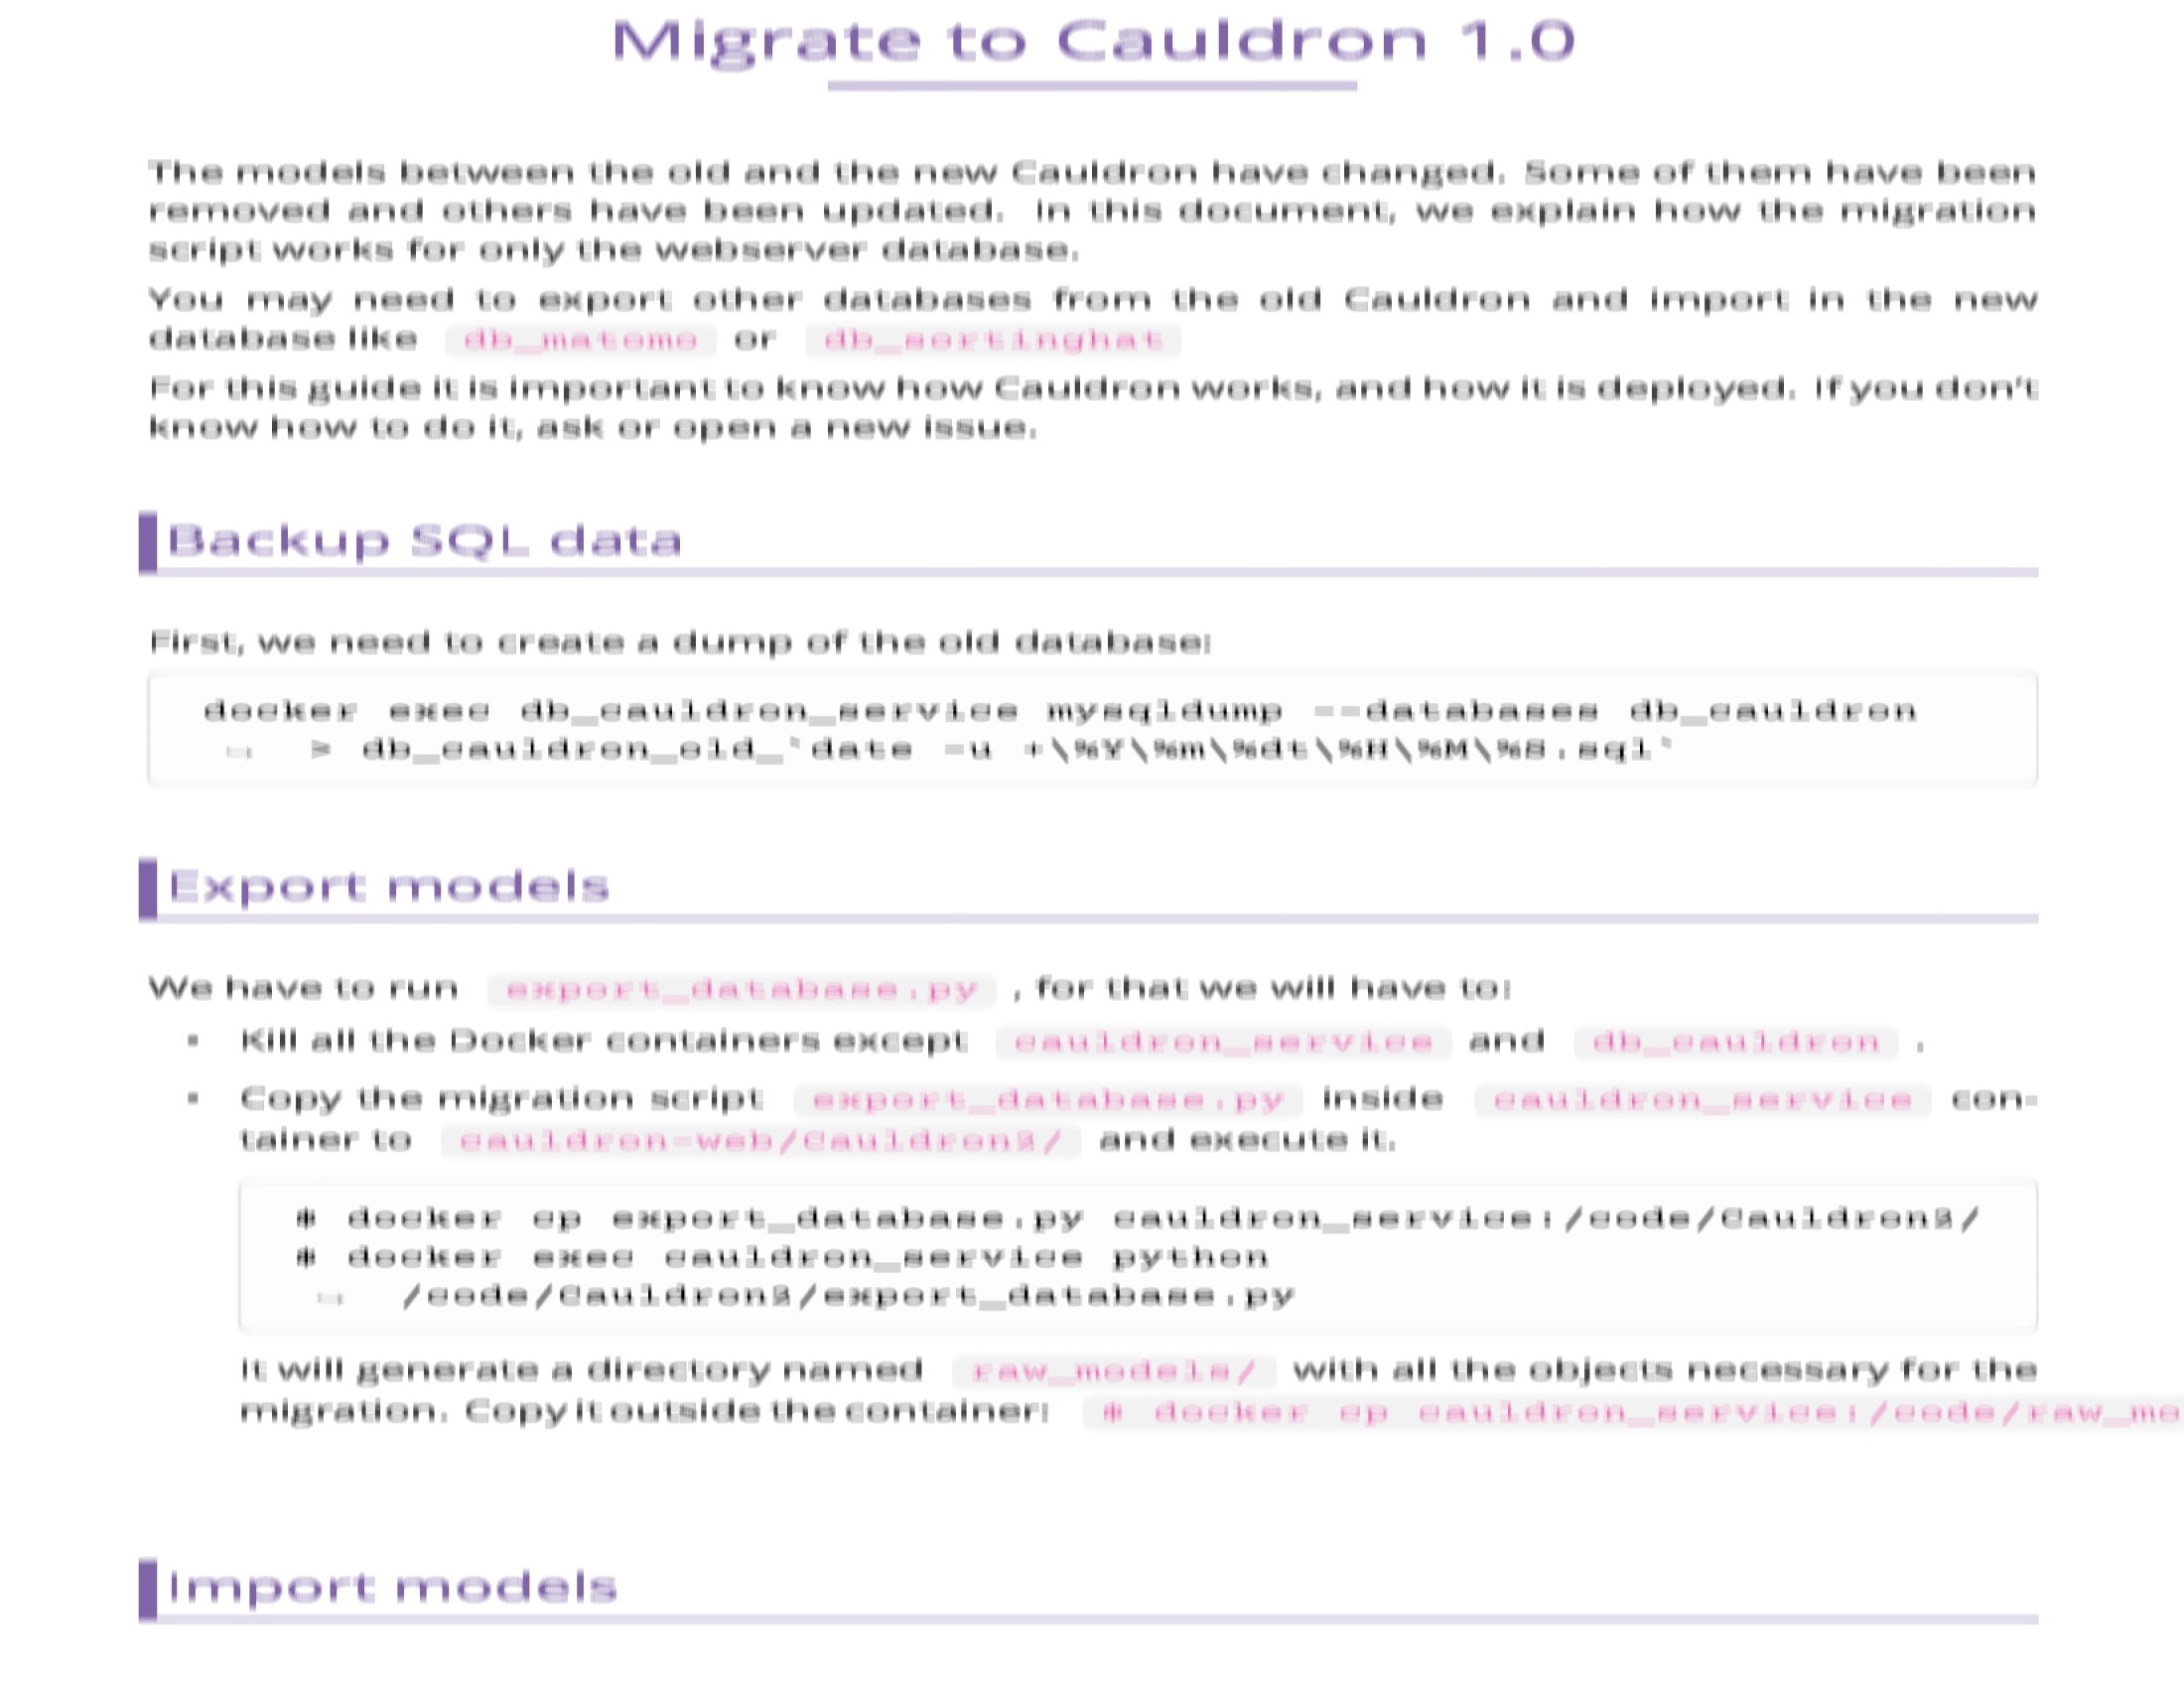 Migrate to Cauldron 1.0
The models between the old and the new Cauldron have changed. Some of them have been
removed and others have been updated. In this document, we explain how the migration
script works for only the webserver database.
You may need to export other databases from the old Cauldron and import in the new
database like db_matomo or db_sortinghat
For this guide it is important to know how Cauldron works, and how it is deployed. If you don't
know how to do it, ask or open a new issue.
Backup SQL data
First, we need to create a dump of the old database:
docker exec db_cauldron_service mysqldump --databases db_cauldron
↪ > db_cauldron_old_`date -u +\%Y\%m\%dt\%H\%M\%S.sql`
Export models
We have to run export_database.py , for that we will have to:
• Kill all the Docker containers except cauldron_service and db_cauldron .
• Copy the migration script export_database.py inside cauldron_service con-
tainer to cauldron-web/Cauldron2/ and execute it.
# docker cp export_database.py cauldron_service:/code/Cauldron2/
# docker exec cauldron_service python
↪ /code/Cauldron2/export_database.py
It will generate a directory named raw_models/ with all the objects necessary for the
migration. Copy it outside the container: # docker cp cauldron_service:/code/raw_mo
Import models